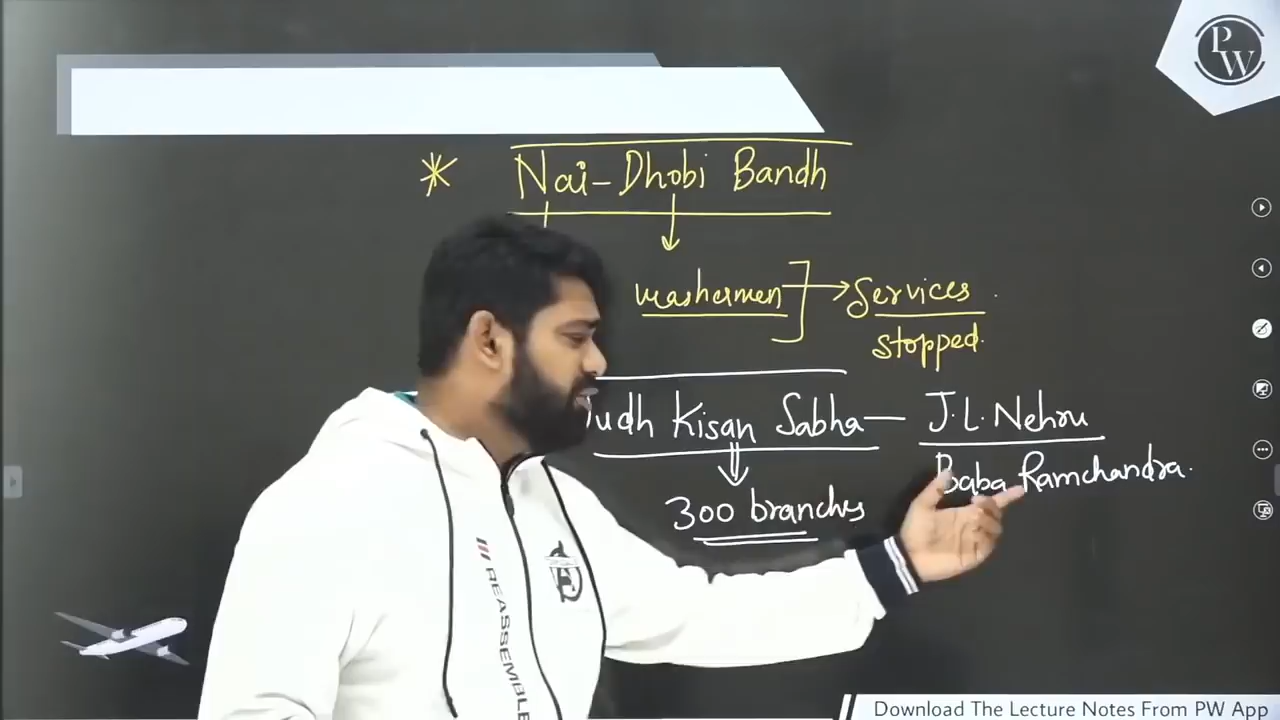 PW
* Nai-Dhobi Bandh
washermen → Services
stopped.
Kisan Sabha — J.L. Nehru
Baba Ramchandra.
300 branches
REASSEMBLE
Download The Lecture Notes From PW App